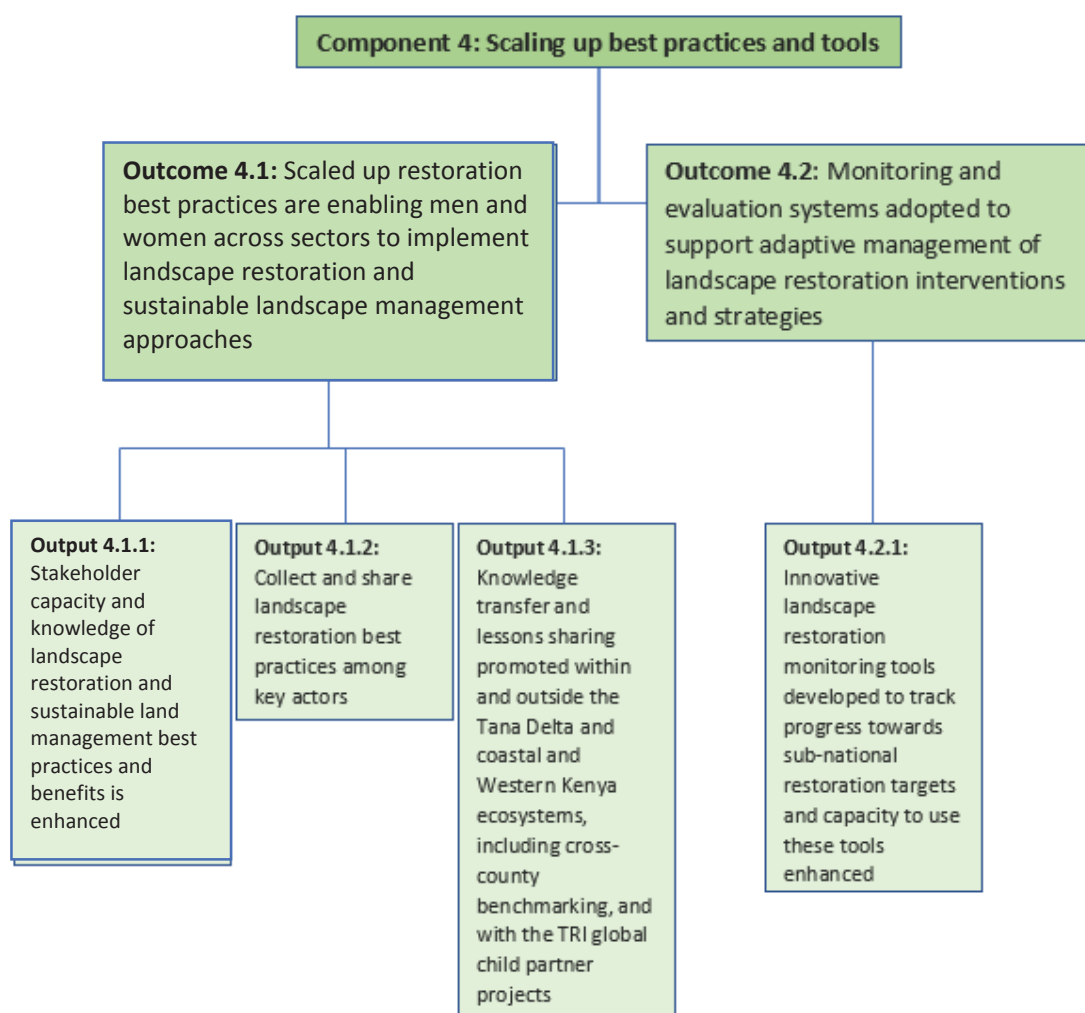 Component 4: Scaling up best practices and tools
Outcome 4.1: Scaled up restoration
best practices are enabling men and
women across sectors to implement
landscape restoration and
sustainable landscape management
approaches
Outcome 4.2: Monitoring and
evaluation systems adopted to
support adaptive management of
landscape restoration interventions
and strategies
Output 4.1.1:
Stakeholder
capacity and
knowledge of
landscape
restoration and
sustainable land
management best
practices and
benefits is
enhanced
Output 4.1.2:
Collect and share
landscape
restoration best
practices among
key actors
Output 4.1.3:
Knowledge
transfer and
lessons sharing
promoted within
and outside the
Tana Delta and
coastal and
Western Kenya
ecosystems,
including cross-
county
benchmarking, and
with the TRI global
child partner
projects
Output 4.2.1:
Innovative
landscape
restoration
monitoring tools
developed to track
progress towards
sub-national
restoration targets
and capacity to use
these tools
enhanced